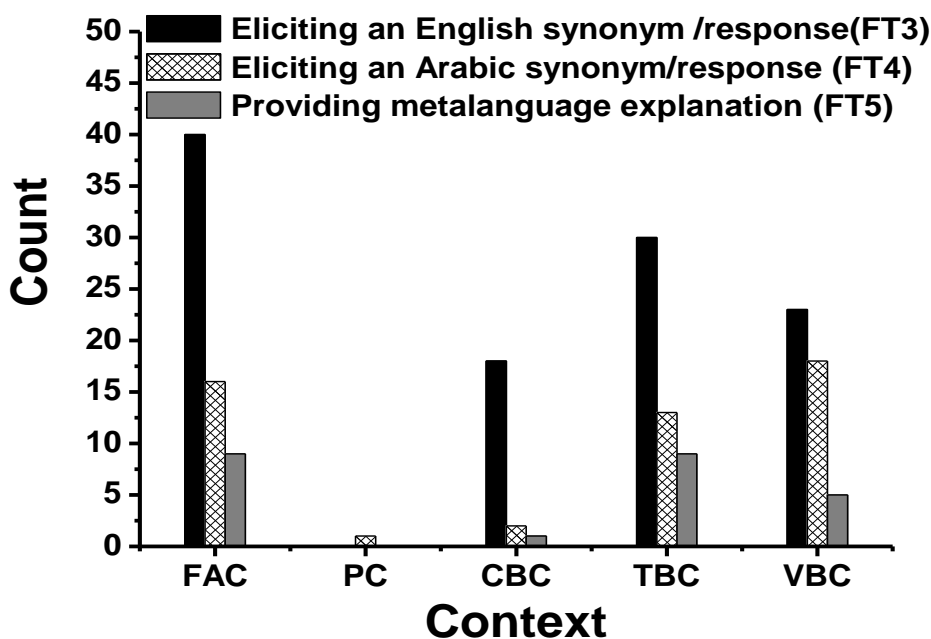 Eliciting an English synonym /response(FT3)
Eliciting an Arabic synonym/response (FT4)
Providing metalanguage explanation (FT5)
50
45
40
35
30
25
20
15
10
5
0
Count
FAC PC CBC TBC VBC
Context